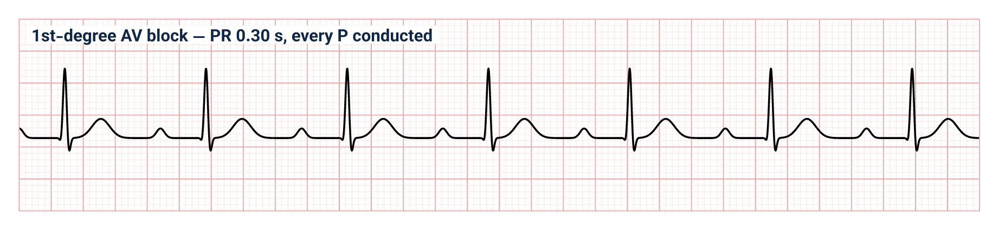 1st-degree AV block — PR 0.30 s, every P conducted